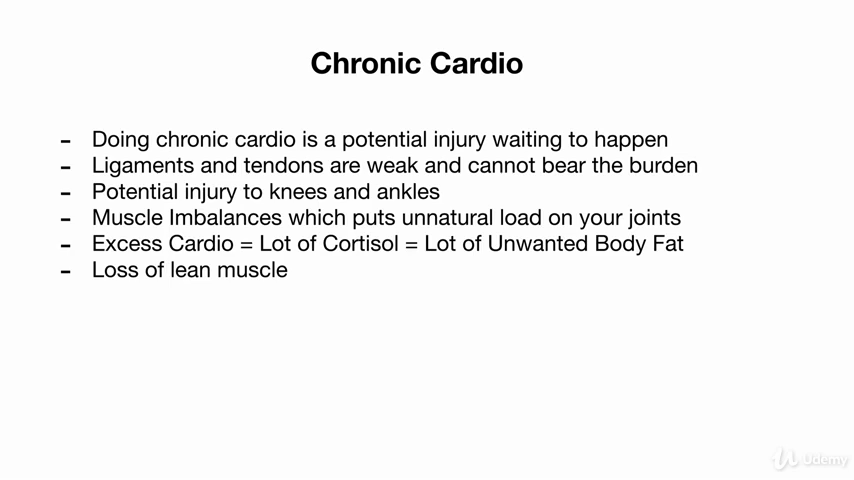 Chronic Cardio
- Doing chronic cardio is a potential injury waiting to happen
- Ligaments and tendons are weak and cannot bear the burden
- Potential injury to knees and ankles
- Muscle Imbalances which puts unnatural load on your joints
- Excess Cardio = Lot of Cortisol = Lot of Unwanted Body Fat
- Loss of lean muscle
Udemy